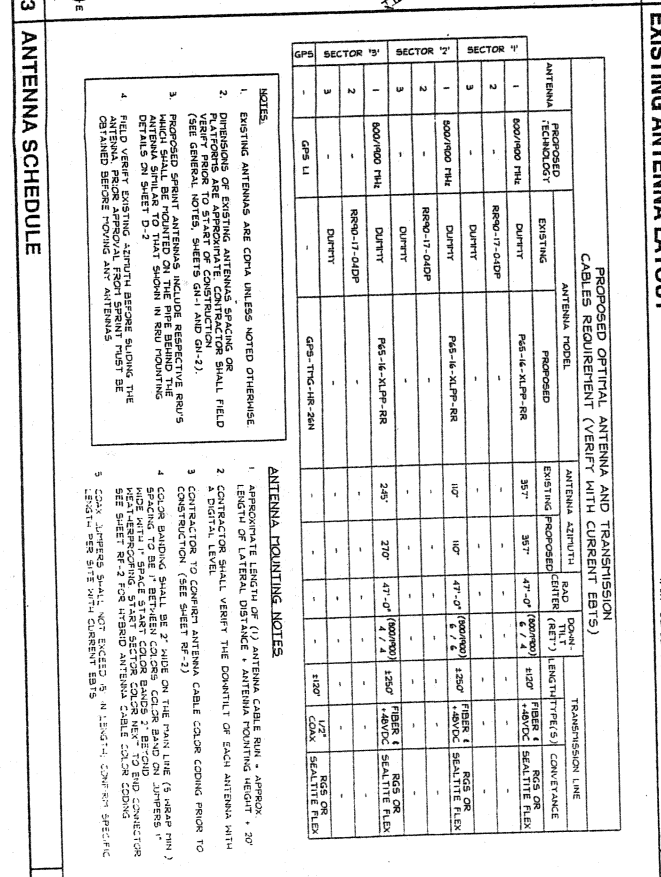 EXISTING ANTENNA LAYOUT
PROPOSED OPTIMAL ANTENNA AND TRANSMISSION
CABLES REQUIREMENT (VERIFY WITH CURRENT EBTS)
ANTENNA
PROPOSED TECHNOLOGY
ANTENNA MODEL
EXISTING
PROPOSED
ANTENNA AZIMUTH
EXISTING
PROPOSED
RAD CENTER
DOWN-TILT (RET°)
TRANSMISSION LINE
LENGTH
TYPE(S)
CONVEYANCE
SECTOR '1'
1 800/1900 MHz DUMMY P65-16-XLPP-RR 357° 357° 47'-0" (800/1900) 6 / 6 ±120' FIBER & +48VDC RGS OR SEALTITE FLEX
2 - RR90-17-04DP - - - - - - - -
3 - DUMMY - - - - - - - -
SECTOR '2'
1 800/1900 MHz DUMMY P65-16-XLPP-RR 110° 110° 47'-0" (800/1900) 6 / 6 ±250' FIBER & +48VDC RGS OR SEALTITE FLEX
2 - RR90-17-04DP - - - - - - - -
3 - DUMMY - - - - - - - -
SECTOR '3'
1 800/1900 MHz DUMMY P65-16-XLPP-RR 245° 270° 47'-0" (800/1900) 4 / 4 ±250' FIBER & +48VDC RGS OR SEALTITE FLEX
2 - RR90-17-04DP - - - - - - - -
3 - DUMMY - - - - - - - -
GPS - GPS L1 - GPS-TMG-HR-26N - - - - ±120' 1/2" COAX RGS OR SEALTITE FLEX
NOTES:
1. EXISTING ANTENNAS ARE CDMA UNLESS NOTED OTHERWISE.
2. DIMENSIONS OF EXISTING ANTENNAS SPACING OR
PLATFORMS ARE APPROXIMATE. CONTRACTOR SHALL FIELD
VERIFY PRIOR TO START OF CONSTRUCTION
(SEE GENERAL NOTES, SHEETS GN-1 AND GN-2).
3. PROPOSED SPRINT ANTENNAS INCLUDE RESPECTIVE RRU'S
WHICH SHALL BE MOUNTED ON THE PIPE BEHIND THE
ANTENNA SIMILAR TO THAT SHOWN IN RRU MOUNTING
DETAILS ON SHEET D-2
4. FIELD VERIFY EXISTING AZIMUTH BEFORE SLIDING THE
ANTENNA. PRIOR APPROVAL FROM SPRINT MUST BE
OBTAINED BEFORE MOVING ANY ANTENNAS
ANTENNA MOUNTING NOTES
1. APPROXIMATE LENGTH OF (1) ANTENNA CABLE RUN = APPROX.
LENGTH OF LATERAL DISTANCE + ANTENNA MOUNTING HEIGHT + 20'
2. CONTRACTOR SHALL VERIFY THE DOWNTILT OF EACH ANTENNA WITH
A DIGITAL LEVEL
3 CONTRACTOR TO CONFIRM ANTENNA CABLE COLOR CODING PRIOR TO
CONSTRUCTION (SEE SHEET RF-2)
4 COLOR BANDING SHALL BE 2" WIDE ON THE MAIN LINE (5 WRAP MIN.)
SPACING TO BE 1" BETWEEN COLORS COLOR BAND ON JUMPERS 1"
WIDE WITH 1" SPACE START COLOR BANDS 2" BEYOND
WEATHERPROOFING. START SECTOR COLOR NEXT TO END CONNECTOR
SEE SHEET RF-2 FOR HYBRID ANTENNA CABLE COLOR CODING
5 COAX JUMPERS SHALL NOT EXCEED 15' IN LENGTH, CONFIRM SPECIFIC
LENGTH PER SITE WITH CURRENT EBTS
3 ANTENNA SCHEDULE